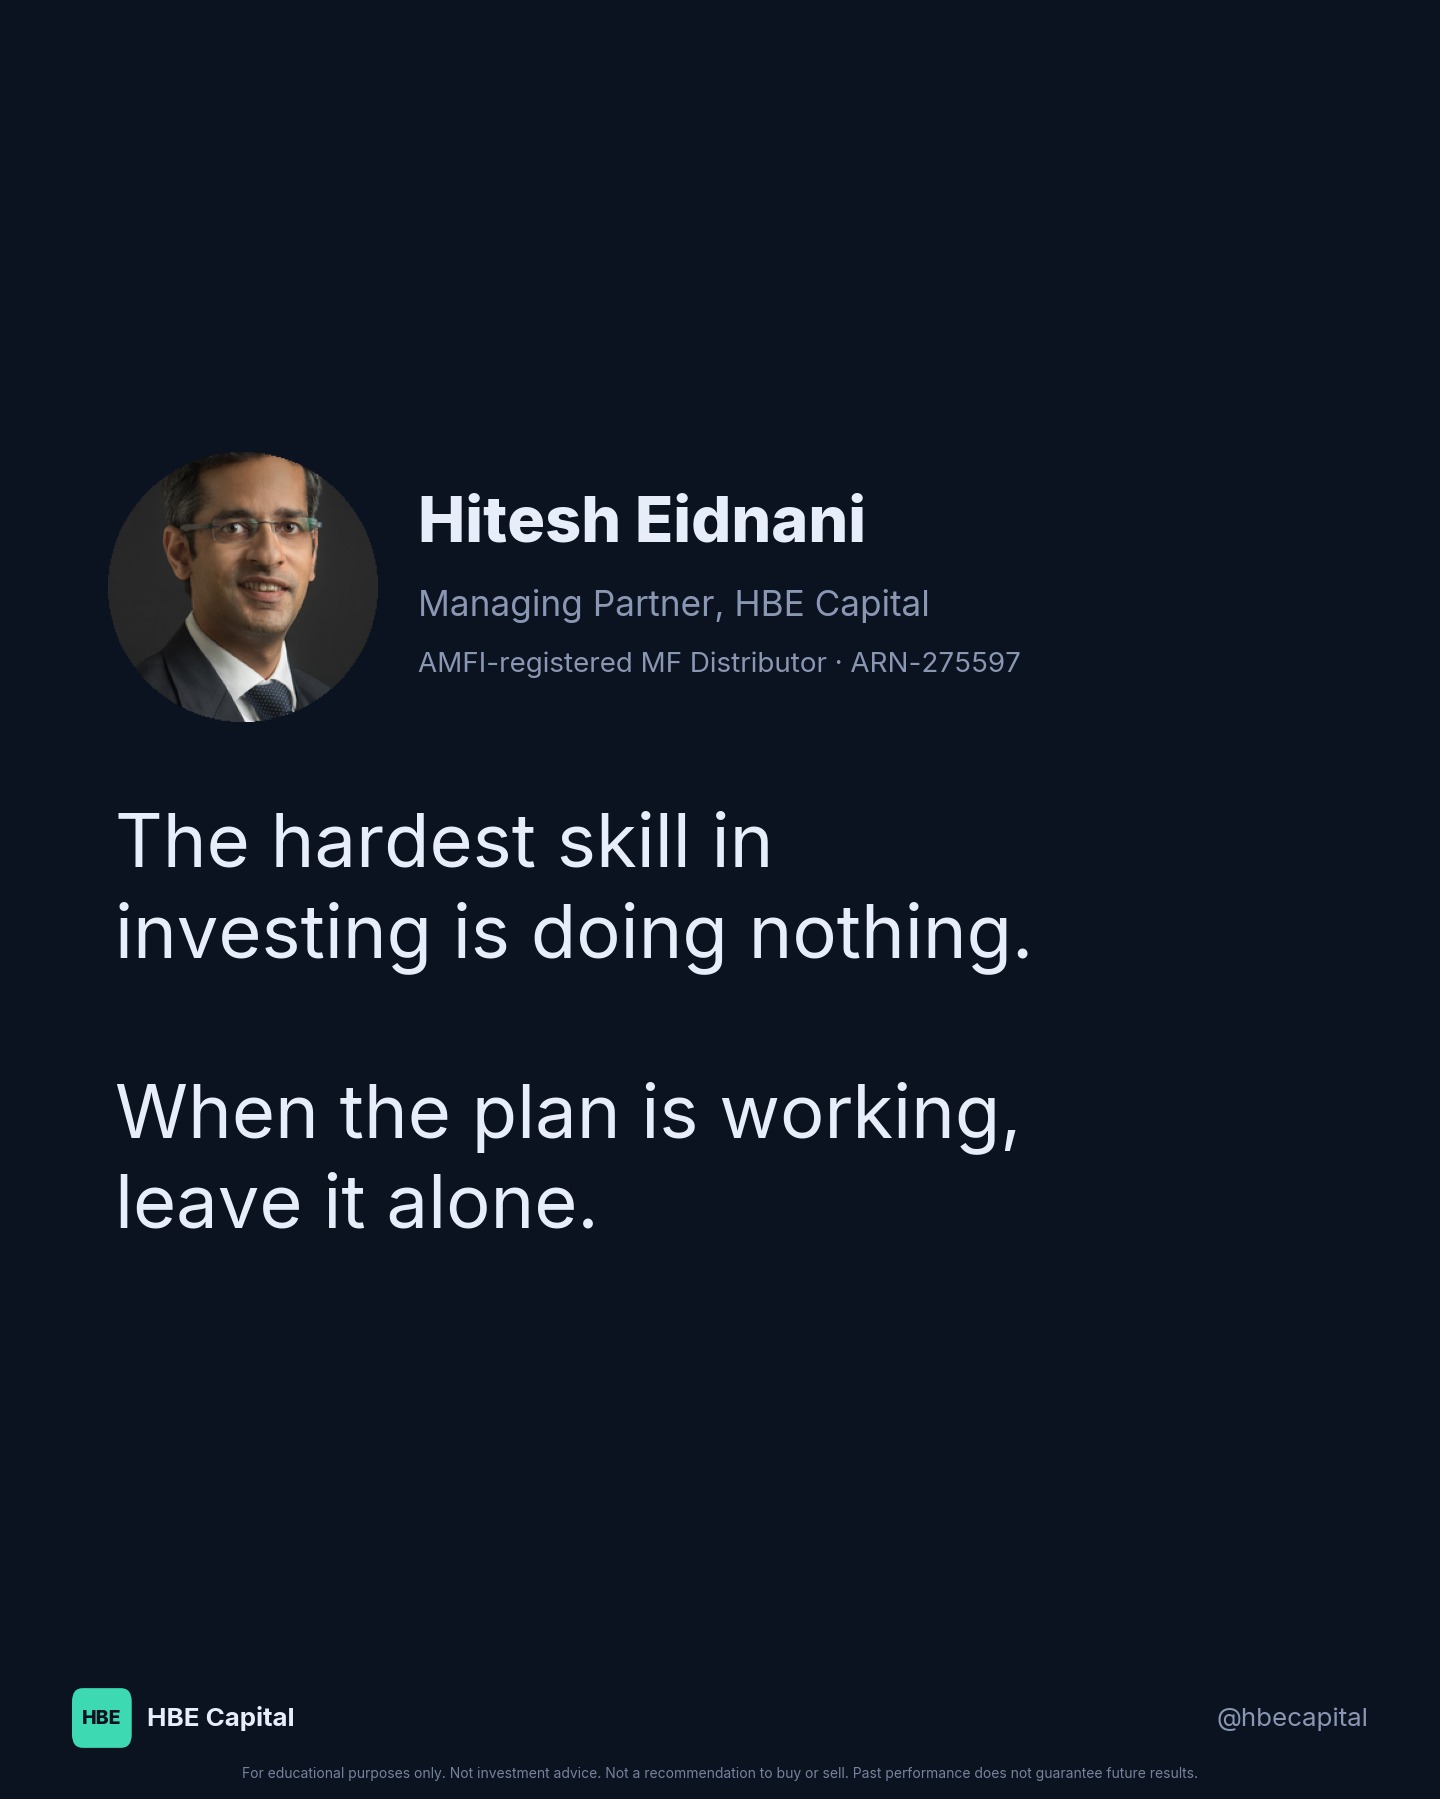 Hitesh Eidnani
Managing Partner, HBE Capital
AMFI-registered MF Distributor · ARN-275597
The hardest skill in
investing is doing nothing.
When the plan is working,
leave it alone.
HBE HBE Capital
@hbecapital
For educational purposes only. Not investment advice. Not a recommendation to buy or sell. Past performance does not guarantee future results.